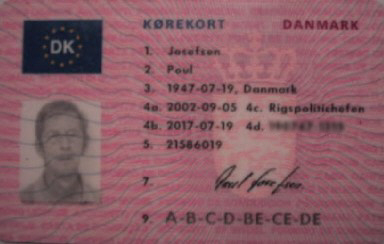 DK
KØREKORT DANMARK
1. Josefsen
2. Poul
3. 1947-07-19, Danmark
4a. 2002-09-05 4c. Rigspolitichefen
4b. 2017-07-19 4d.
5. 21586019
7.
9. A-B-C-D-BE-CE-DE